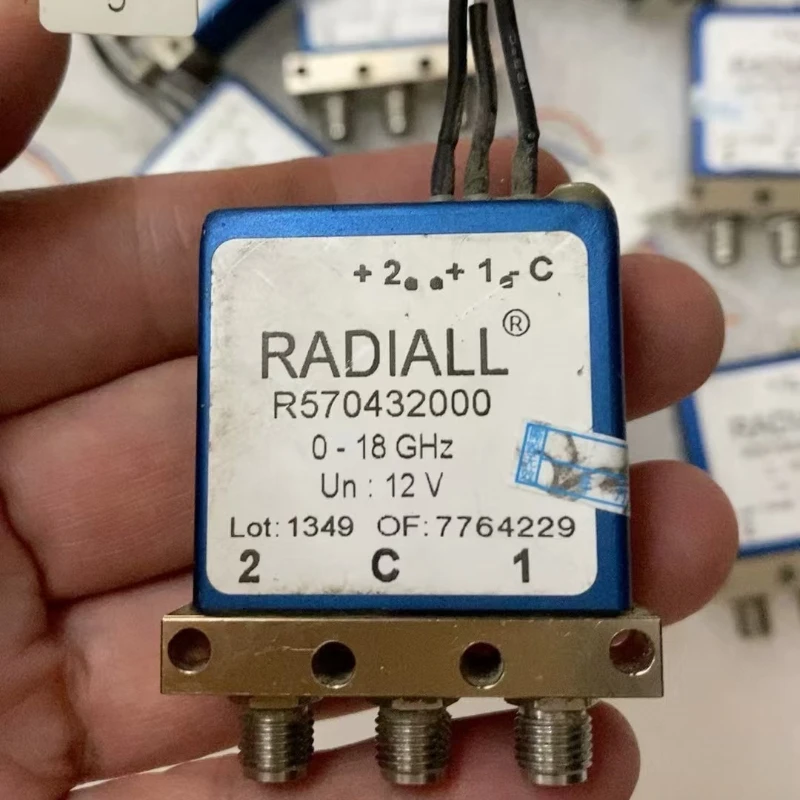 + 2 + 1 - C
RADIALL®
R570432000
0 - 18 GHz
Un : 12 V
Lot: 1349 OF: 7764229
2 C 1